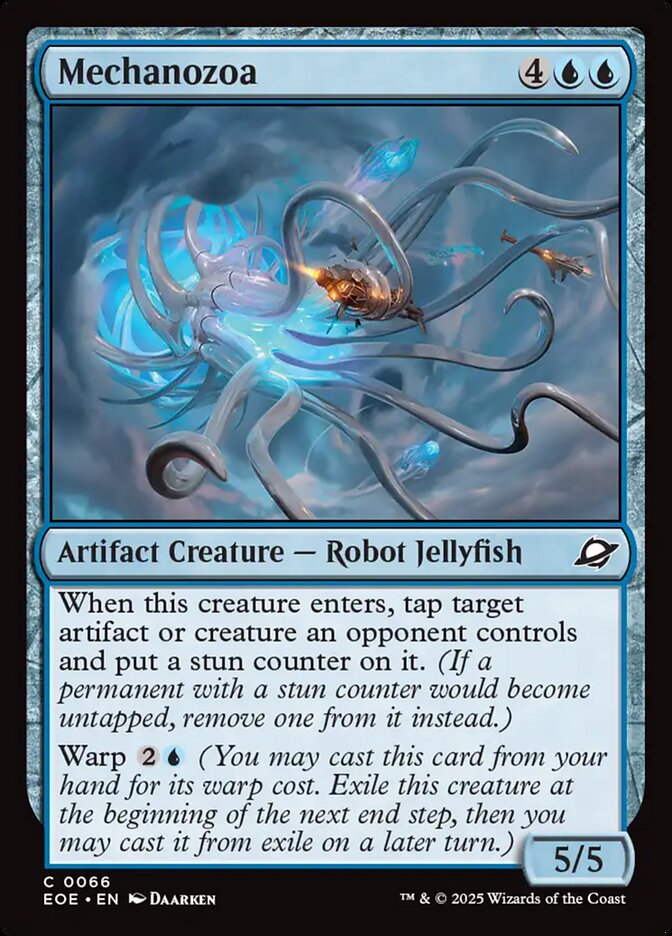 Mechanozoa 4
Artifact Creature — Robot Jellyfish
When this creature enters, tap target
artifact or creature an opponent controls
and put a stun counter on it. (If a
permanent with a stun counter would become
untapped, remove one from it instead.)
Warp 2 (You may cast this card from your
hand for its warp cost. Exile this creature at
the beginning of the next end step, then you
may cast it from exile on a later turn.)
5/5
C 0066
EOE • EN DAARKEN
™ & © 2025 Wizards of the Coast